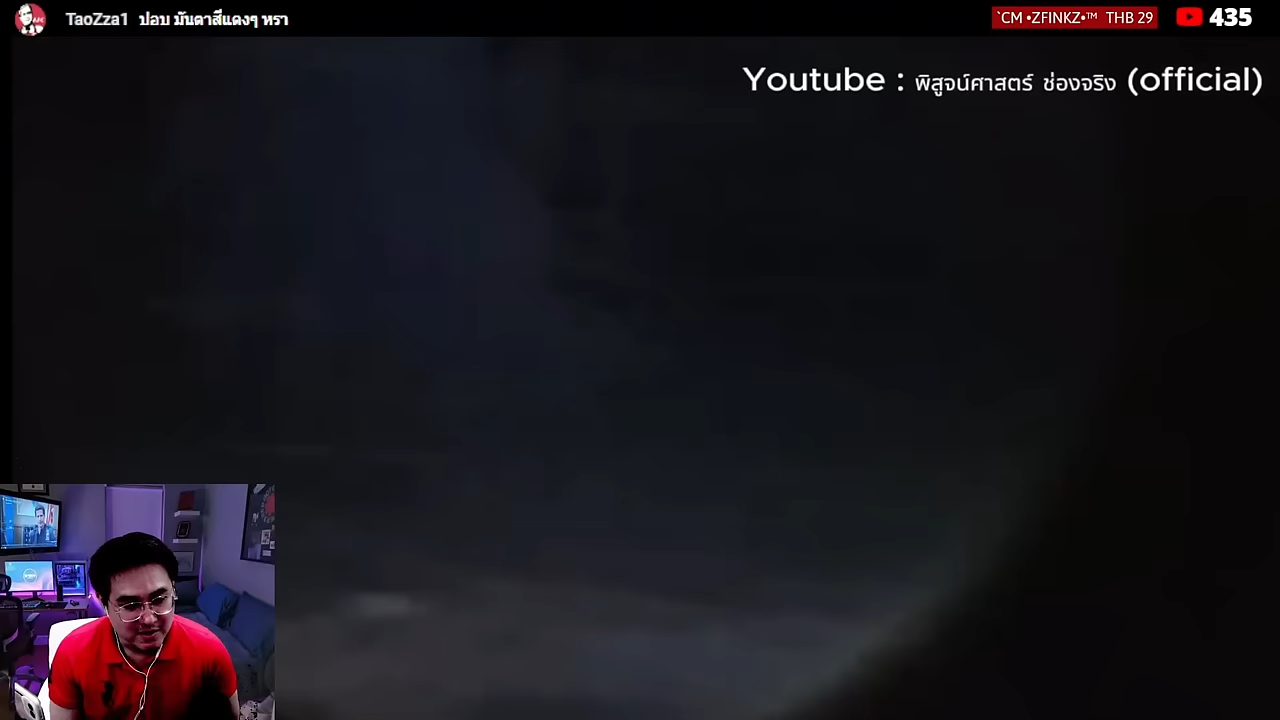 TaoZza1 ปอบ มันตาสีแดงๆ หรา
`CM •ZFINKZ•™ THB 29
435
Youtube : พิสูจน์ศาสตร์ ช่องจริง (official)